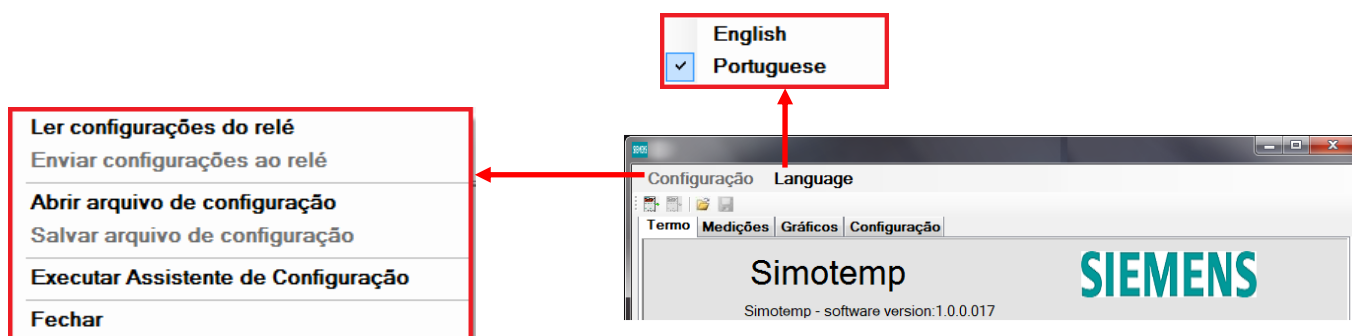 English
Portuguese
Ler configurações do relé
Enviar configurações ao relé
Abrir arquivo de configuração
Salvar arquivo de configuração
Executar Assistente de Configuração
Fechar
Configuração Language
Termo Medições Gráficos Configuração
Simotemp SIEMENS
Simotemp - software version:1.0.0.017